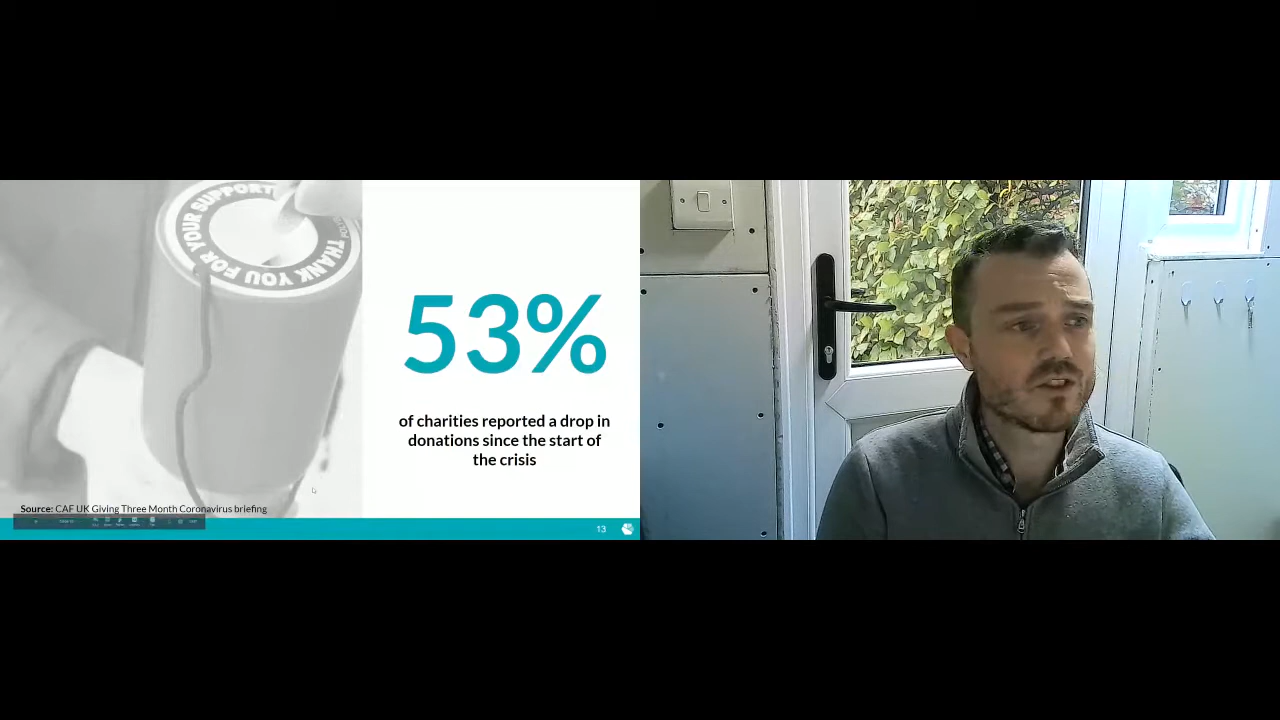 THANK YOU FOR YOUR SUPPORT
53%
of charities reported a drop in
donations since the start of
the crisis
Source: CAF UK Giving Three Month Coronavirus briefing
13